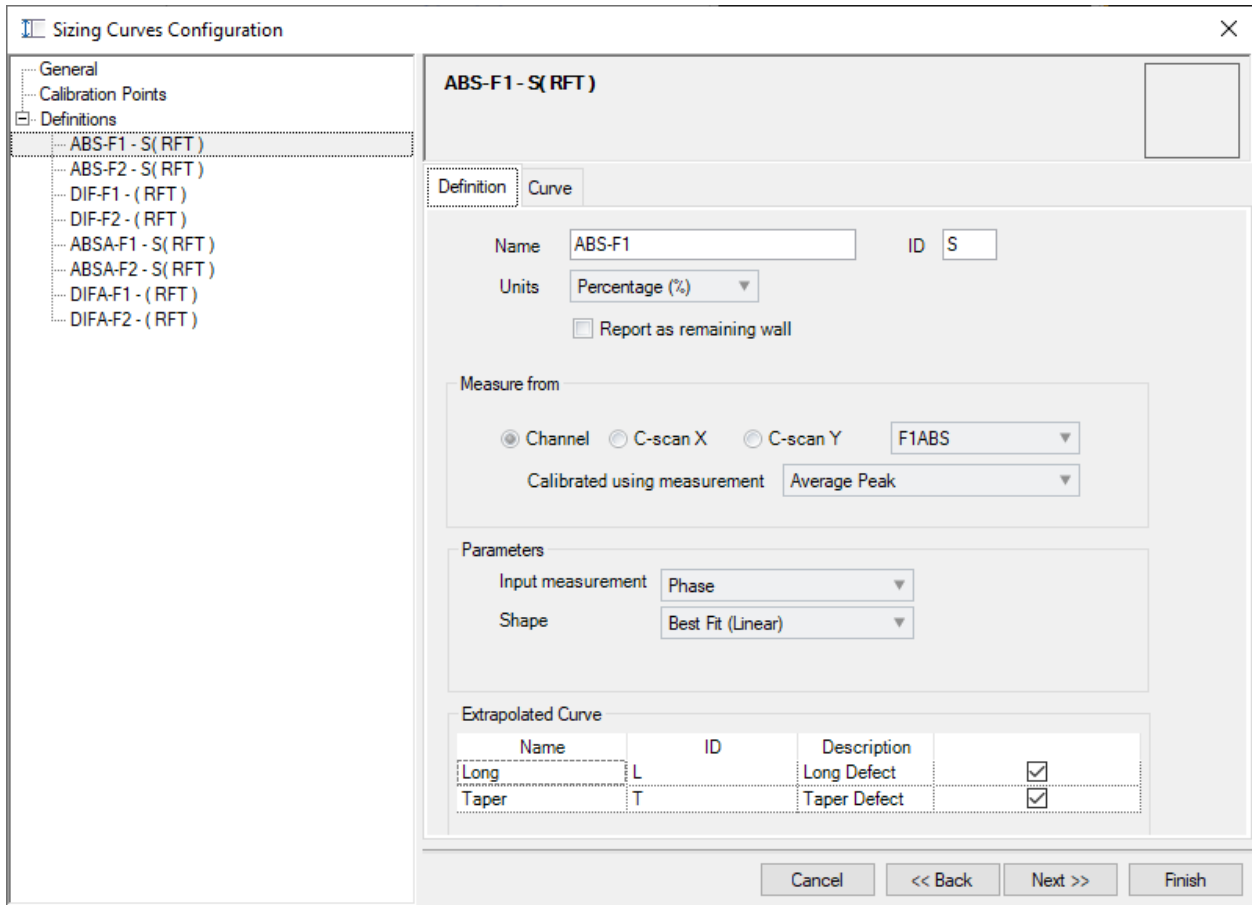 Sizing Curves Configuration
General
Calibration Points
Definitions
ABS-F1 - S( RFT )
ABS-F2 - S( RFT )
DIF-F1 - ( RFT )
DIF-F2 - ( RFT )
ABSA-F1 - S( RFT )
ABSA-F2 - S( RFT )
DIFA-F1 - ( RFT )
DIFA-F2 - ( RFT )
ABS-F1 - S( RFT )
Definition Curve
Name ABS-F1 ID S
Units Percentage (%)
Report as remaining wall
Measure from
Channel C-scan X C-scan Y F1ABS
Calibrated using measurement Average Peak
Parameters
Input measurement Phase
Shape Best Fit (Linear)
Extrapolated Curve
Name ID Description
Long L Long Defect
Taper T Taper Defect
Cancel << Back Next >> Finish